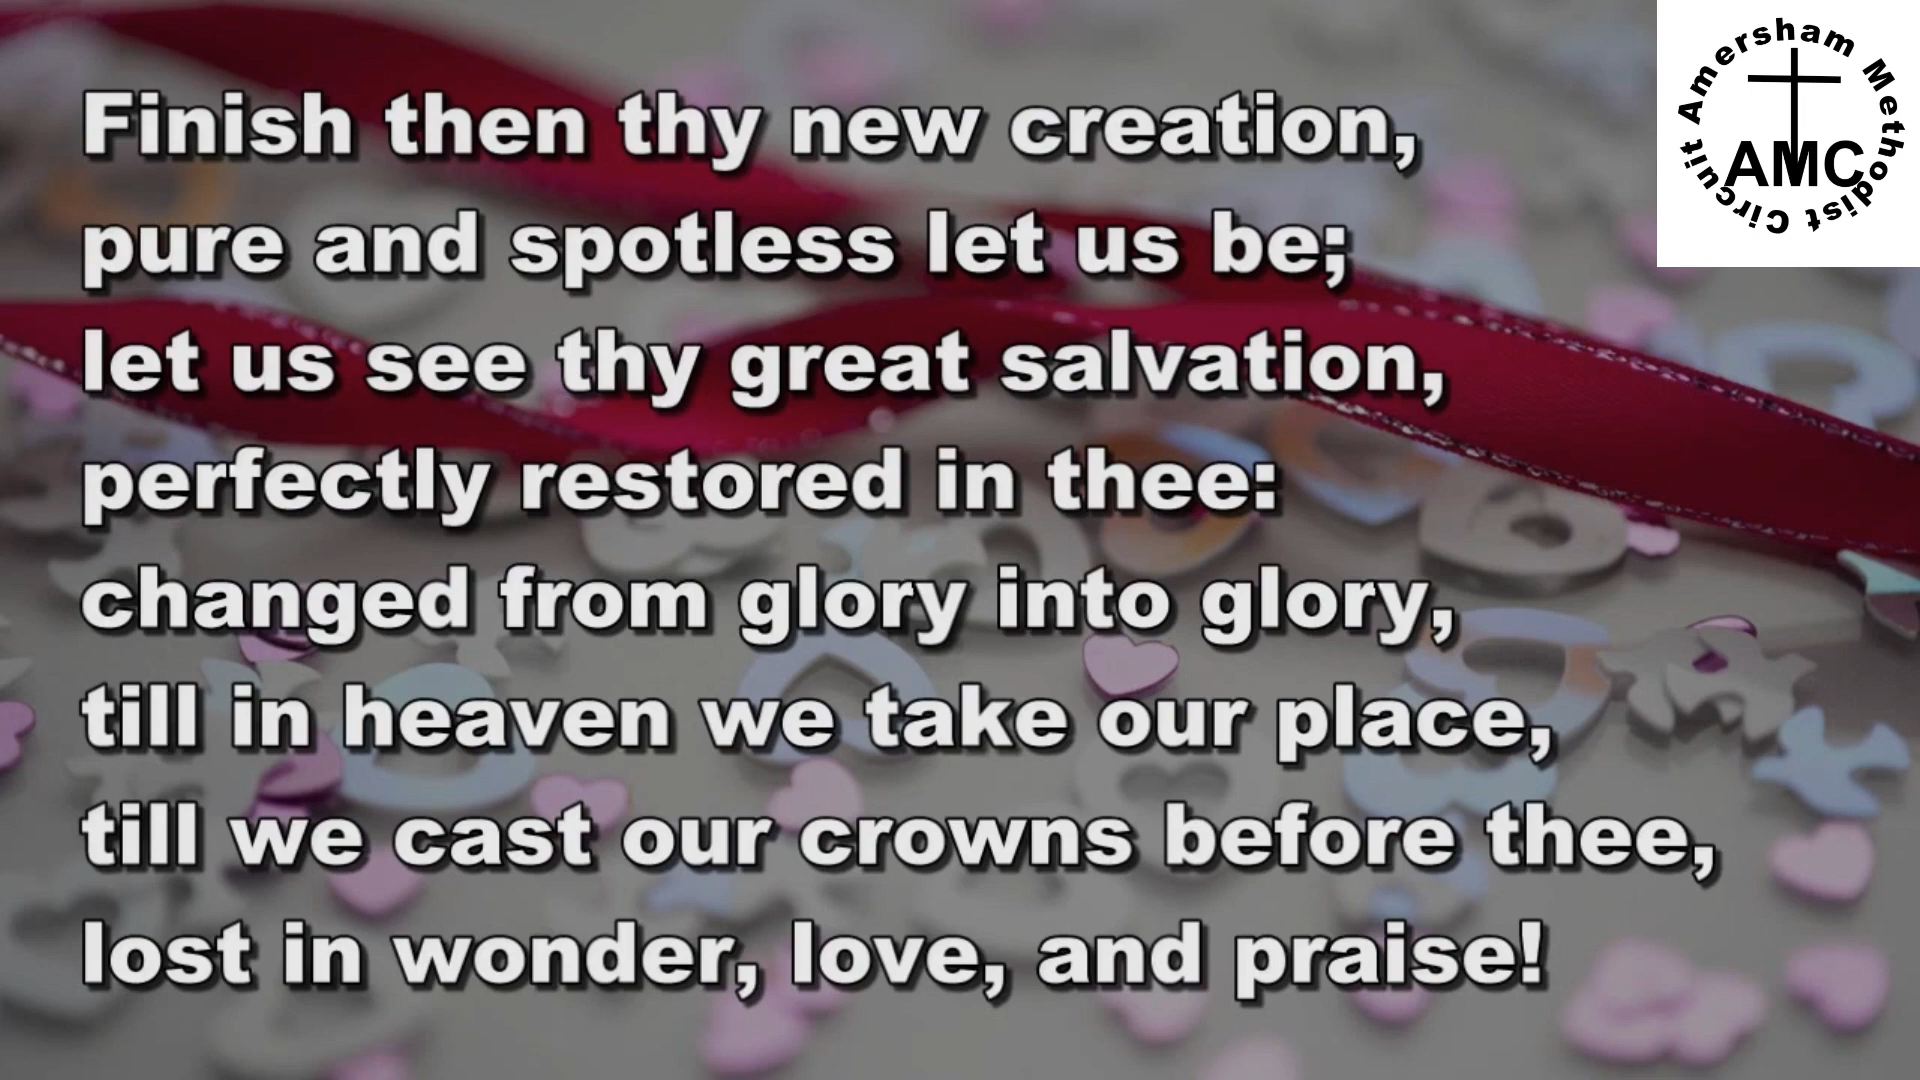 Finish then thy new creation,
pure and spotless let us be;
let us see thy great salvation,
perfectly restored in thee:
changed from glory into glory,
till in heaven we take our place,
till we cast our crowns before thee,
lost in wonder, love, and praise!
Amersham Methodist Circuit
AMC